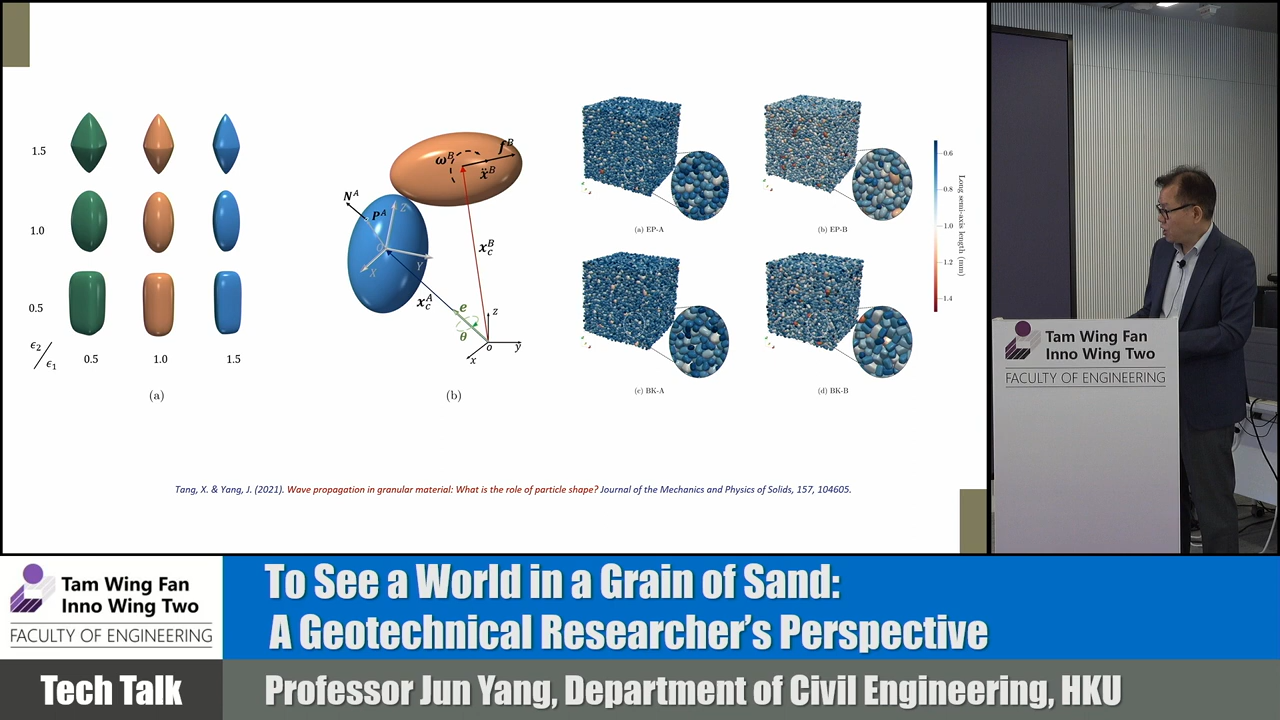 1.5
1.0
0.5
ϵ2
ϵ1
0.5 1.0 1.5
(a)
ω^B
f^B
ẍ^B
N^A
P^A
Z
O
X
Y
x_c^B
x_c^A
e
θ
z
o
y
x
(b)
(a) EP-A
(b) EP-B
(c) BK-A
(d) BK-B
0.6
0.8
1.0
1.2
1.4
Long semi-axis length (mm)
Tang, X. & Yang, J. (2021). Wave propagation in granular material: What is the role of particle shape? Journal of the Mechanics and Physics of Solids, 157, 104605.
Tam Wing Fan
Inno Wing Two
FACULTY OF ENGINEERING
Tam Wing Fan
Inno Wing Two
FACULTY OF ENGINEERING
To See a World in a Grain of Sand:
A Geotechnical Researcher's Perspective
Tech Talk
Professor Jun Yang, Department of Civil Engineering, HKU